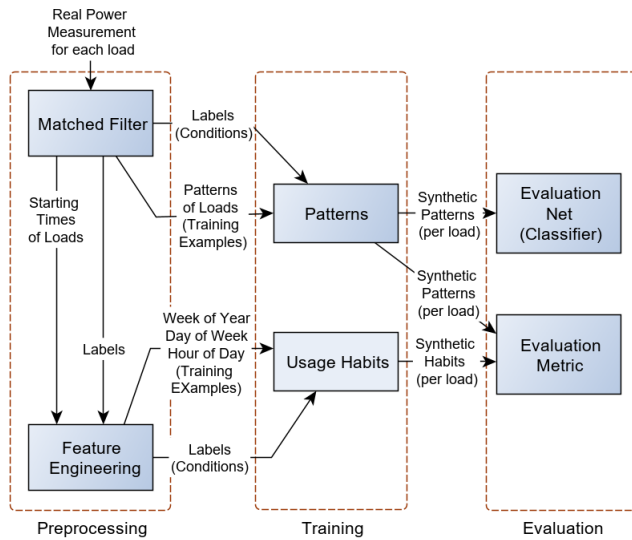 Real Power
Measurement
for each load
Matched Filter
Labels
(Conditions)
Starting
Times
of Loads
Patterns
of Loads
(Training
Examples)
Patterns
Synthetic
Patterns
(per load)
Evaluation
Net
(Classifier)
Synthetic
Patterns
(per load)
Week of Year
Day of Week
Hour of Day
(Training
EXamples)
Labels
Usage Habits
Synthetic
Habits
(per load)
Evaluation
Metric
Feature
Engineering
Labels
(Conditions)
Preprocessing
Training
Evaluation